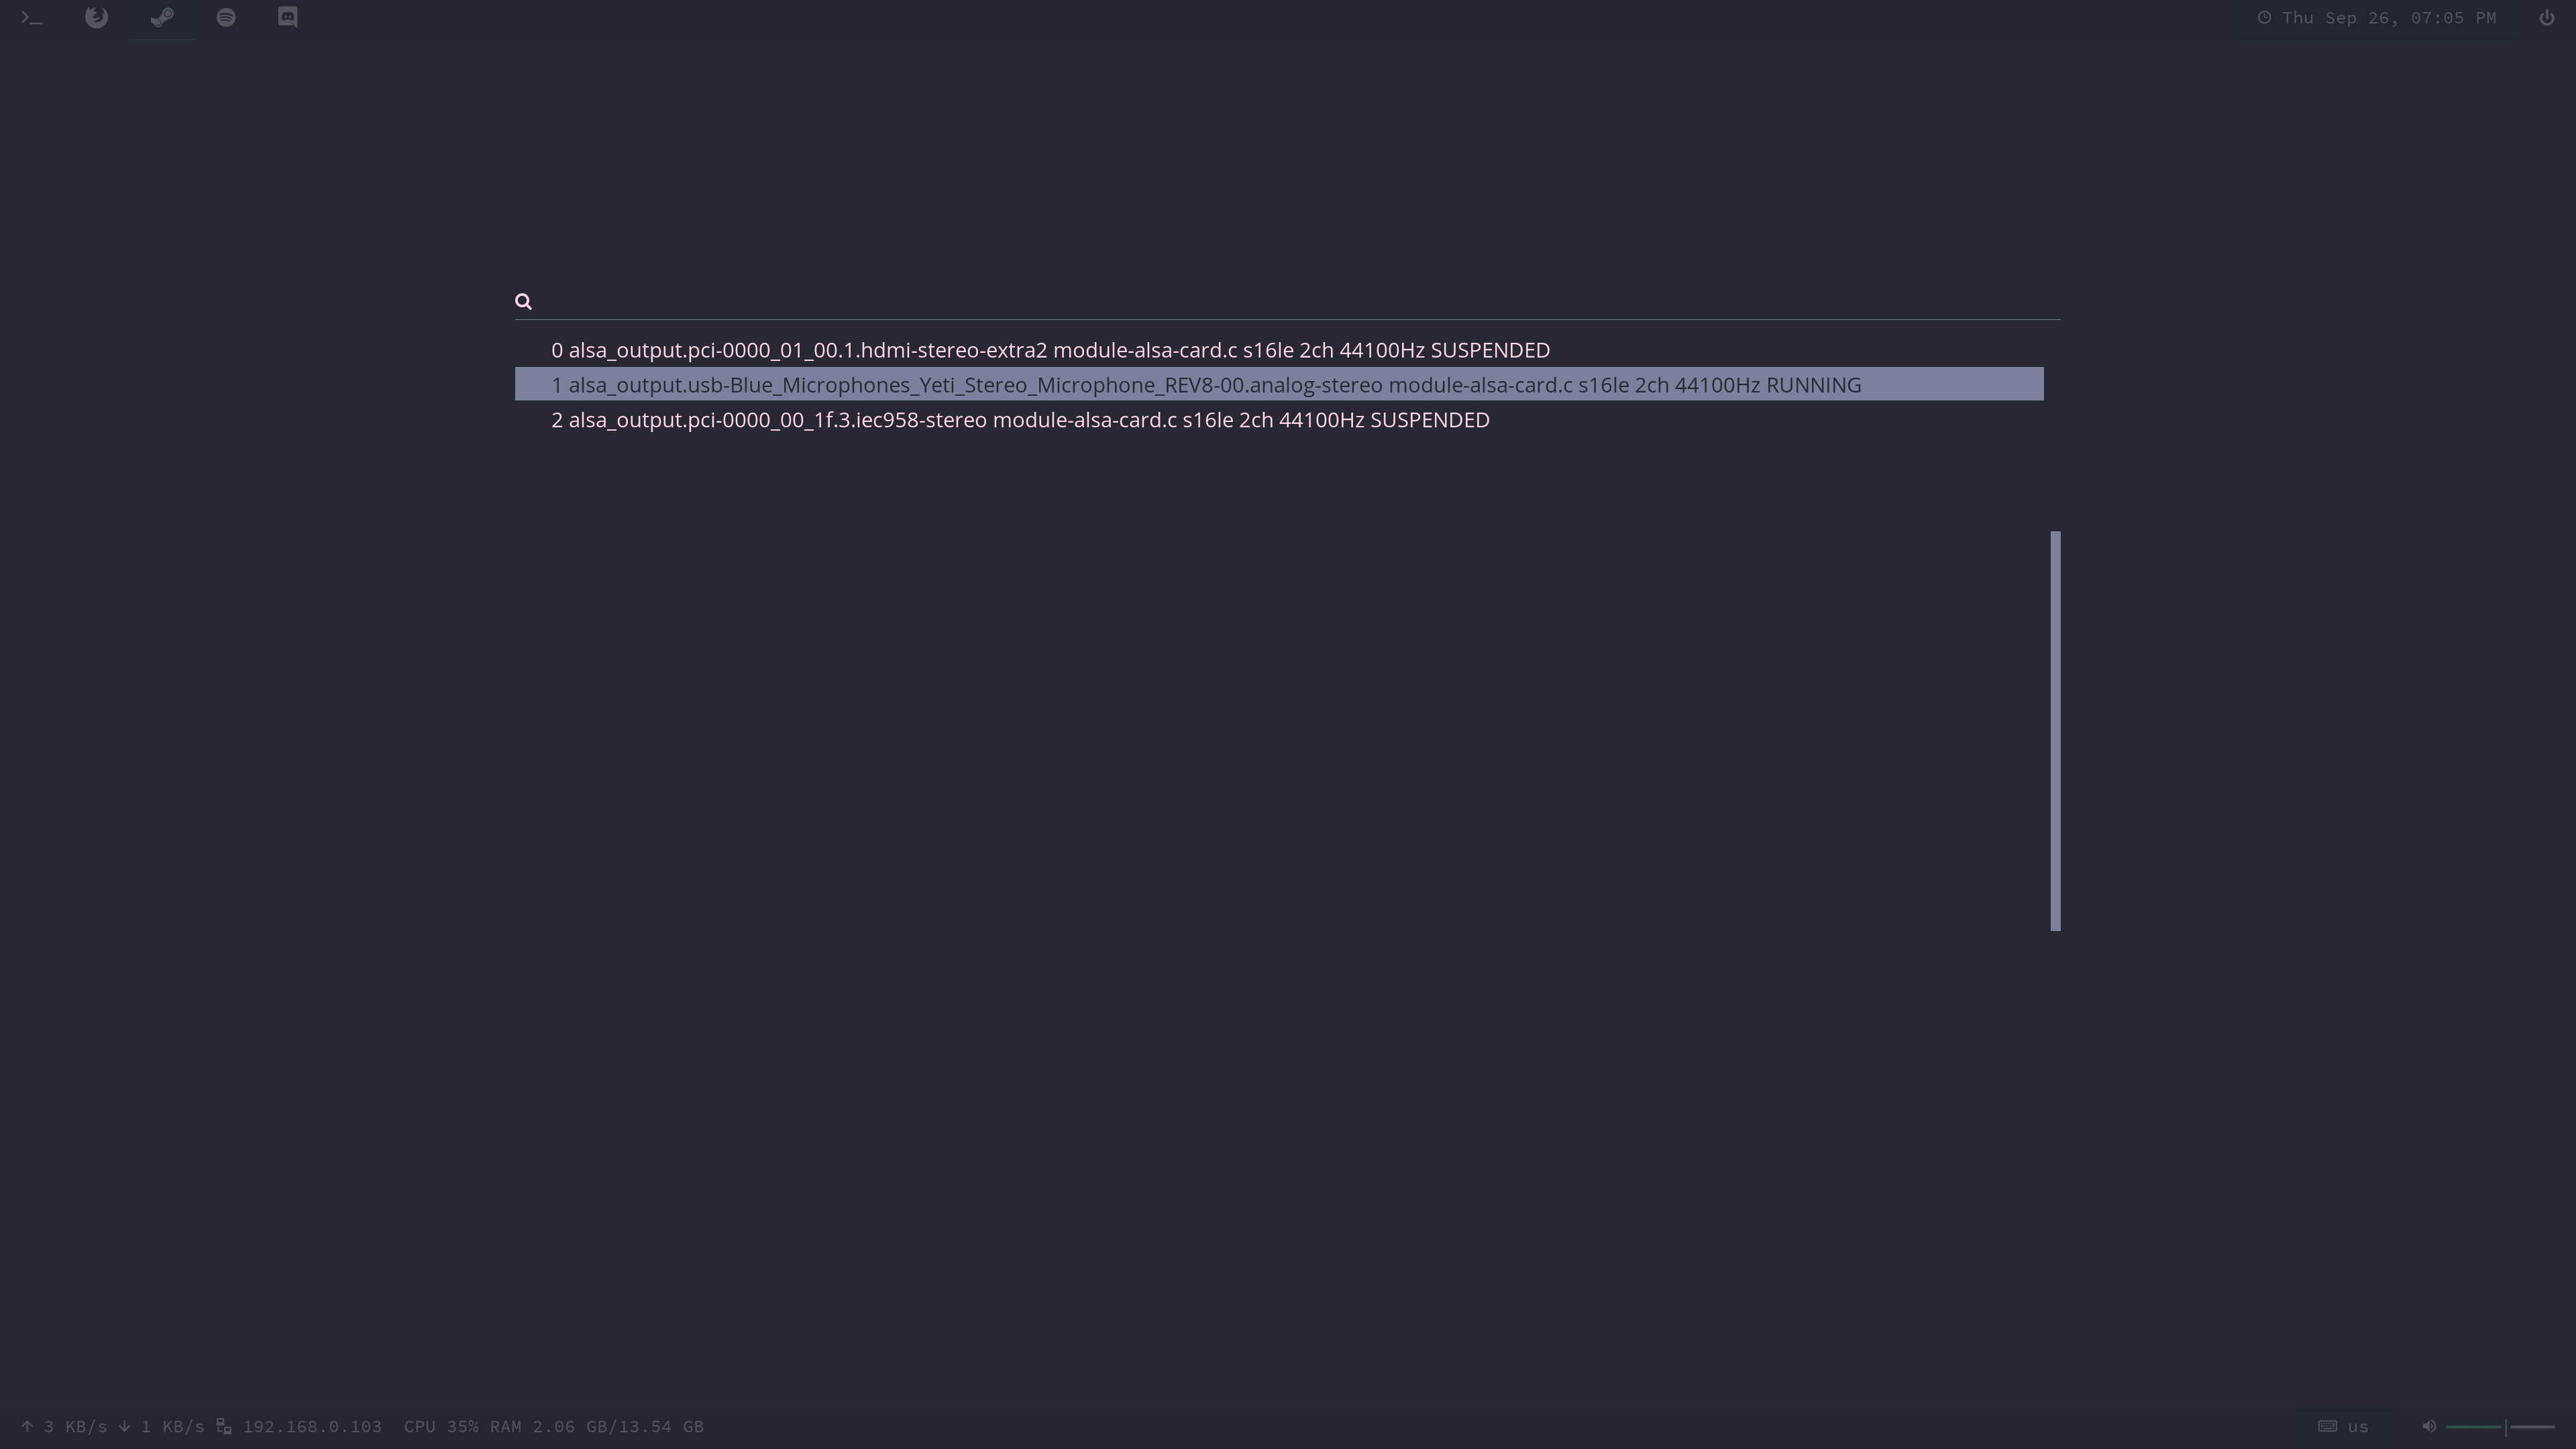 Thu Sep 26, 07:05 PM
0 alsa_output.pci-0000_01_00.1.hdmi-stereo-extra2 module-alsa-card.c s16le 2ch 44100Hz SUSPENDED
1 alsa_output.usb-Blue_Microphones_Yeti_Stereo_Microphone_REV8-00.analog-stereo module-alsa-card.c s16le 2ch 44100Hz RUNNING
2 alsa_output.pci-0000_00_1f.3.iec958-stereo module-alsa-card.c s16le 2ch 44100Hz SUSPENDED
↑ 3 KB/s ↓ 1 KB/s 192.168.0.103 CPU 35% RAM 2.06 GB/13.54 GB us